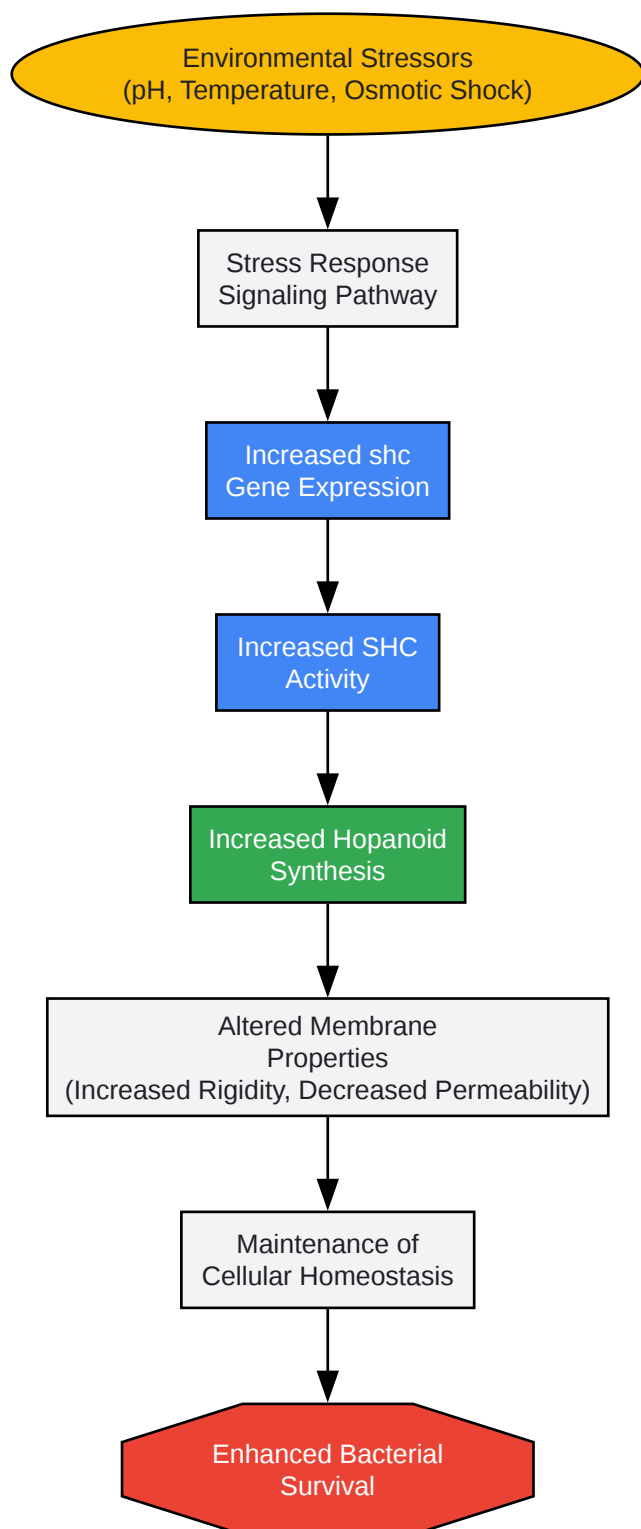 Environmental Stressors
(pH, Temperature, Osmotic Shock)
Stress Response
Signaling Pathway
Increased shc
Gene Expression
Increased SHC
Activity
Increased Hopanoid
Synthesis
Altered Membrane
Properties
(Increased Rigidity, Decreased Permeability)
Maintenance of
Cellular Homeostasis
Enhanced Bacterial
Survival